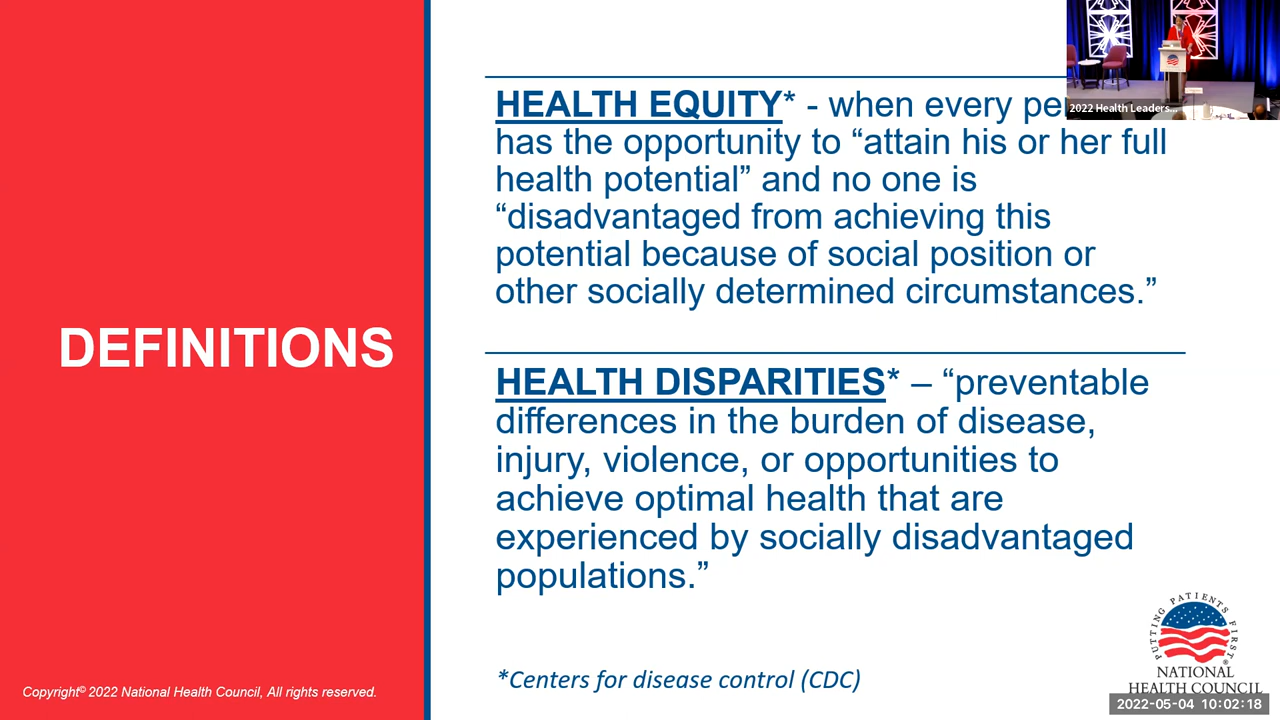 DEFINITIONS
HEALTH EQUITY* - when every
has the opportunity to “attain his or her full
health potential” and no one is
“disadvantaged from achieving this
potential because of social position or
other socially determined circumstances.”
HEALTH DISPARITIES* – “preventable
differences in the burden of disease,
injury, violence, or opportunities to
achieve optimal health that are
experienced by socially disadvantaged
populations.”
*Centers for disease control (CDC)
Copyright© 2022 National Health Council, All rights reserved.
2022 Health Leaders...
PUTTING PATIENTS FIRST®
NATIONAL
HEALTH COUNCIL
2022-05-04 10:02:18